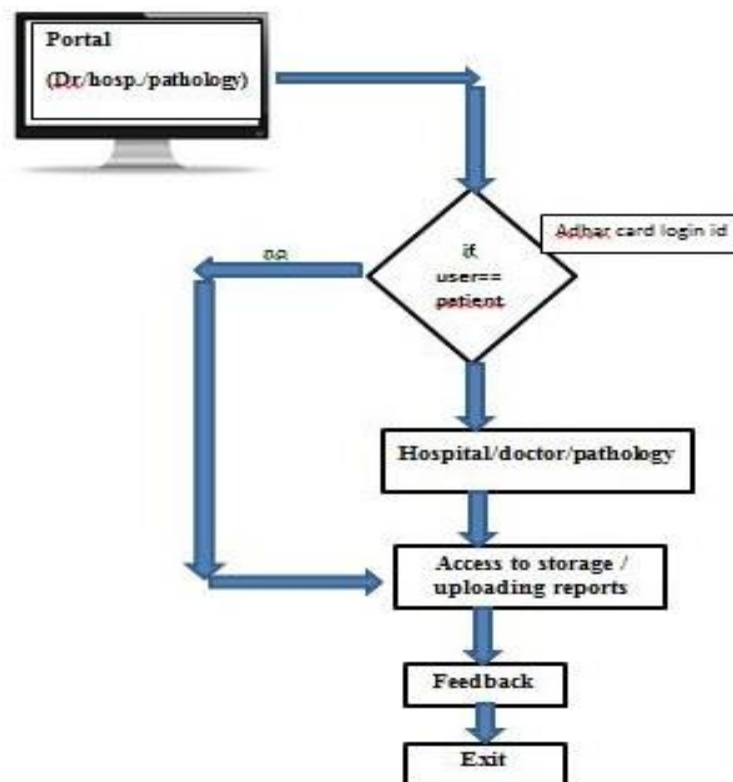 Portal
(Dr/hosp./pathology)
Adhar card login id
if
user==
patient
Hospital/doctor/pathology
Access to storage /
uploading reports
Feedback
Exit